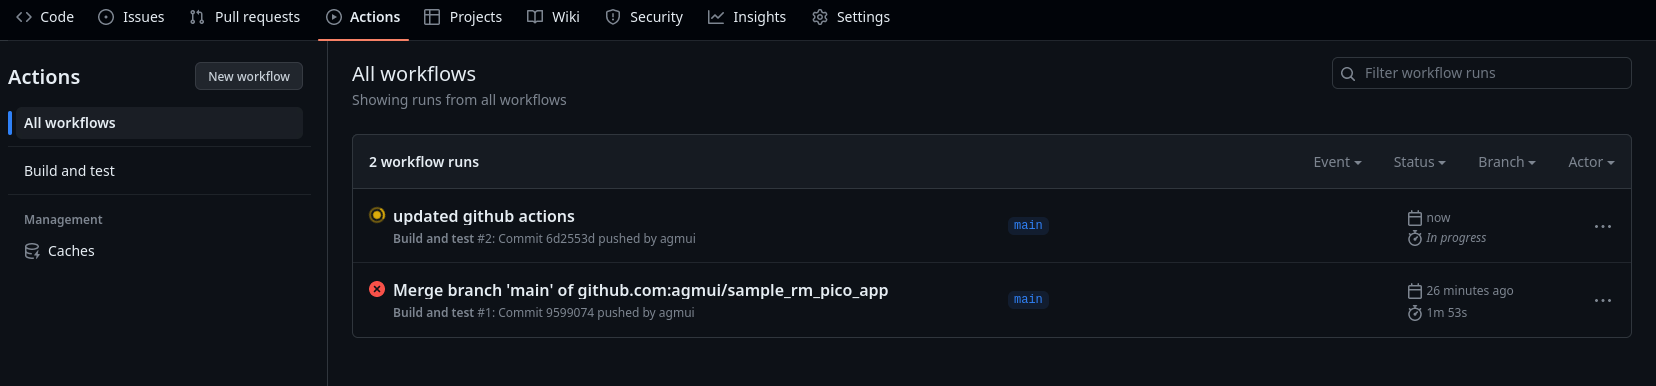 Code Issues Pull requests Actions Projects Wiki Security Insights Settings
Actions New workflow
All workflows
Build and test
Management
Caches
All workflows
Showing runs from all workflows
Filter workflow runs
2 workflow runs Event Status Branch Actor
updated github actions
Build and test #2: Commit 6d2553d pushed by agmui
main
now
In progress
Merge branch 'main' of github.com:agmui/sample_rm_pico_app
Build and test #1: Commit 9599074 pushed by agmui
main
26 minutes ago
1m 53s